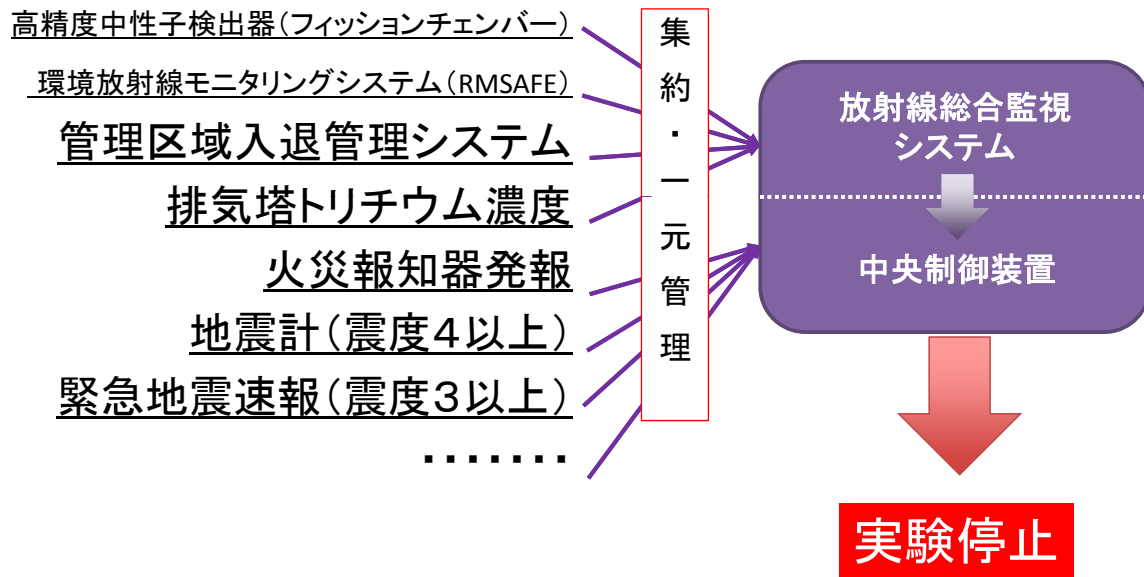 高精度中性子検出器（フィッションチェンバー）
環境放射線モニタリングシステム（RMSAFE）
管理区域入退管理システム
排気塔トリチウム濃度
火災報知器発報
地震計（震度４以上）
緊急地震速報（震度３以上）
・・・・・・・
集約・一元管理
放射線総合監視
システム
中央制御装置
実験停止